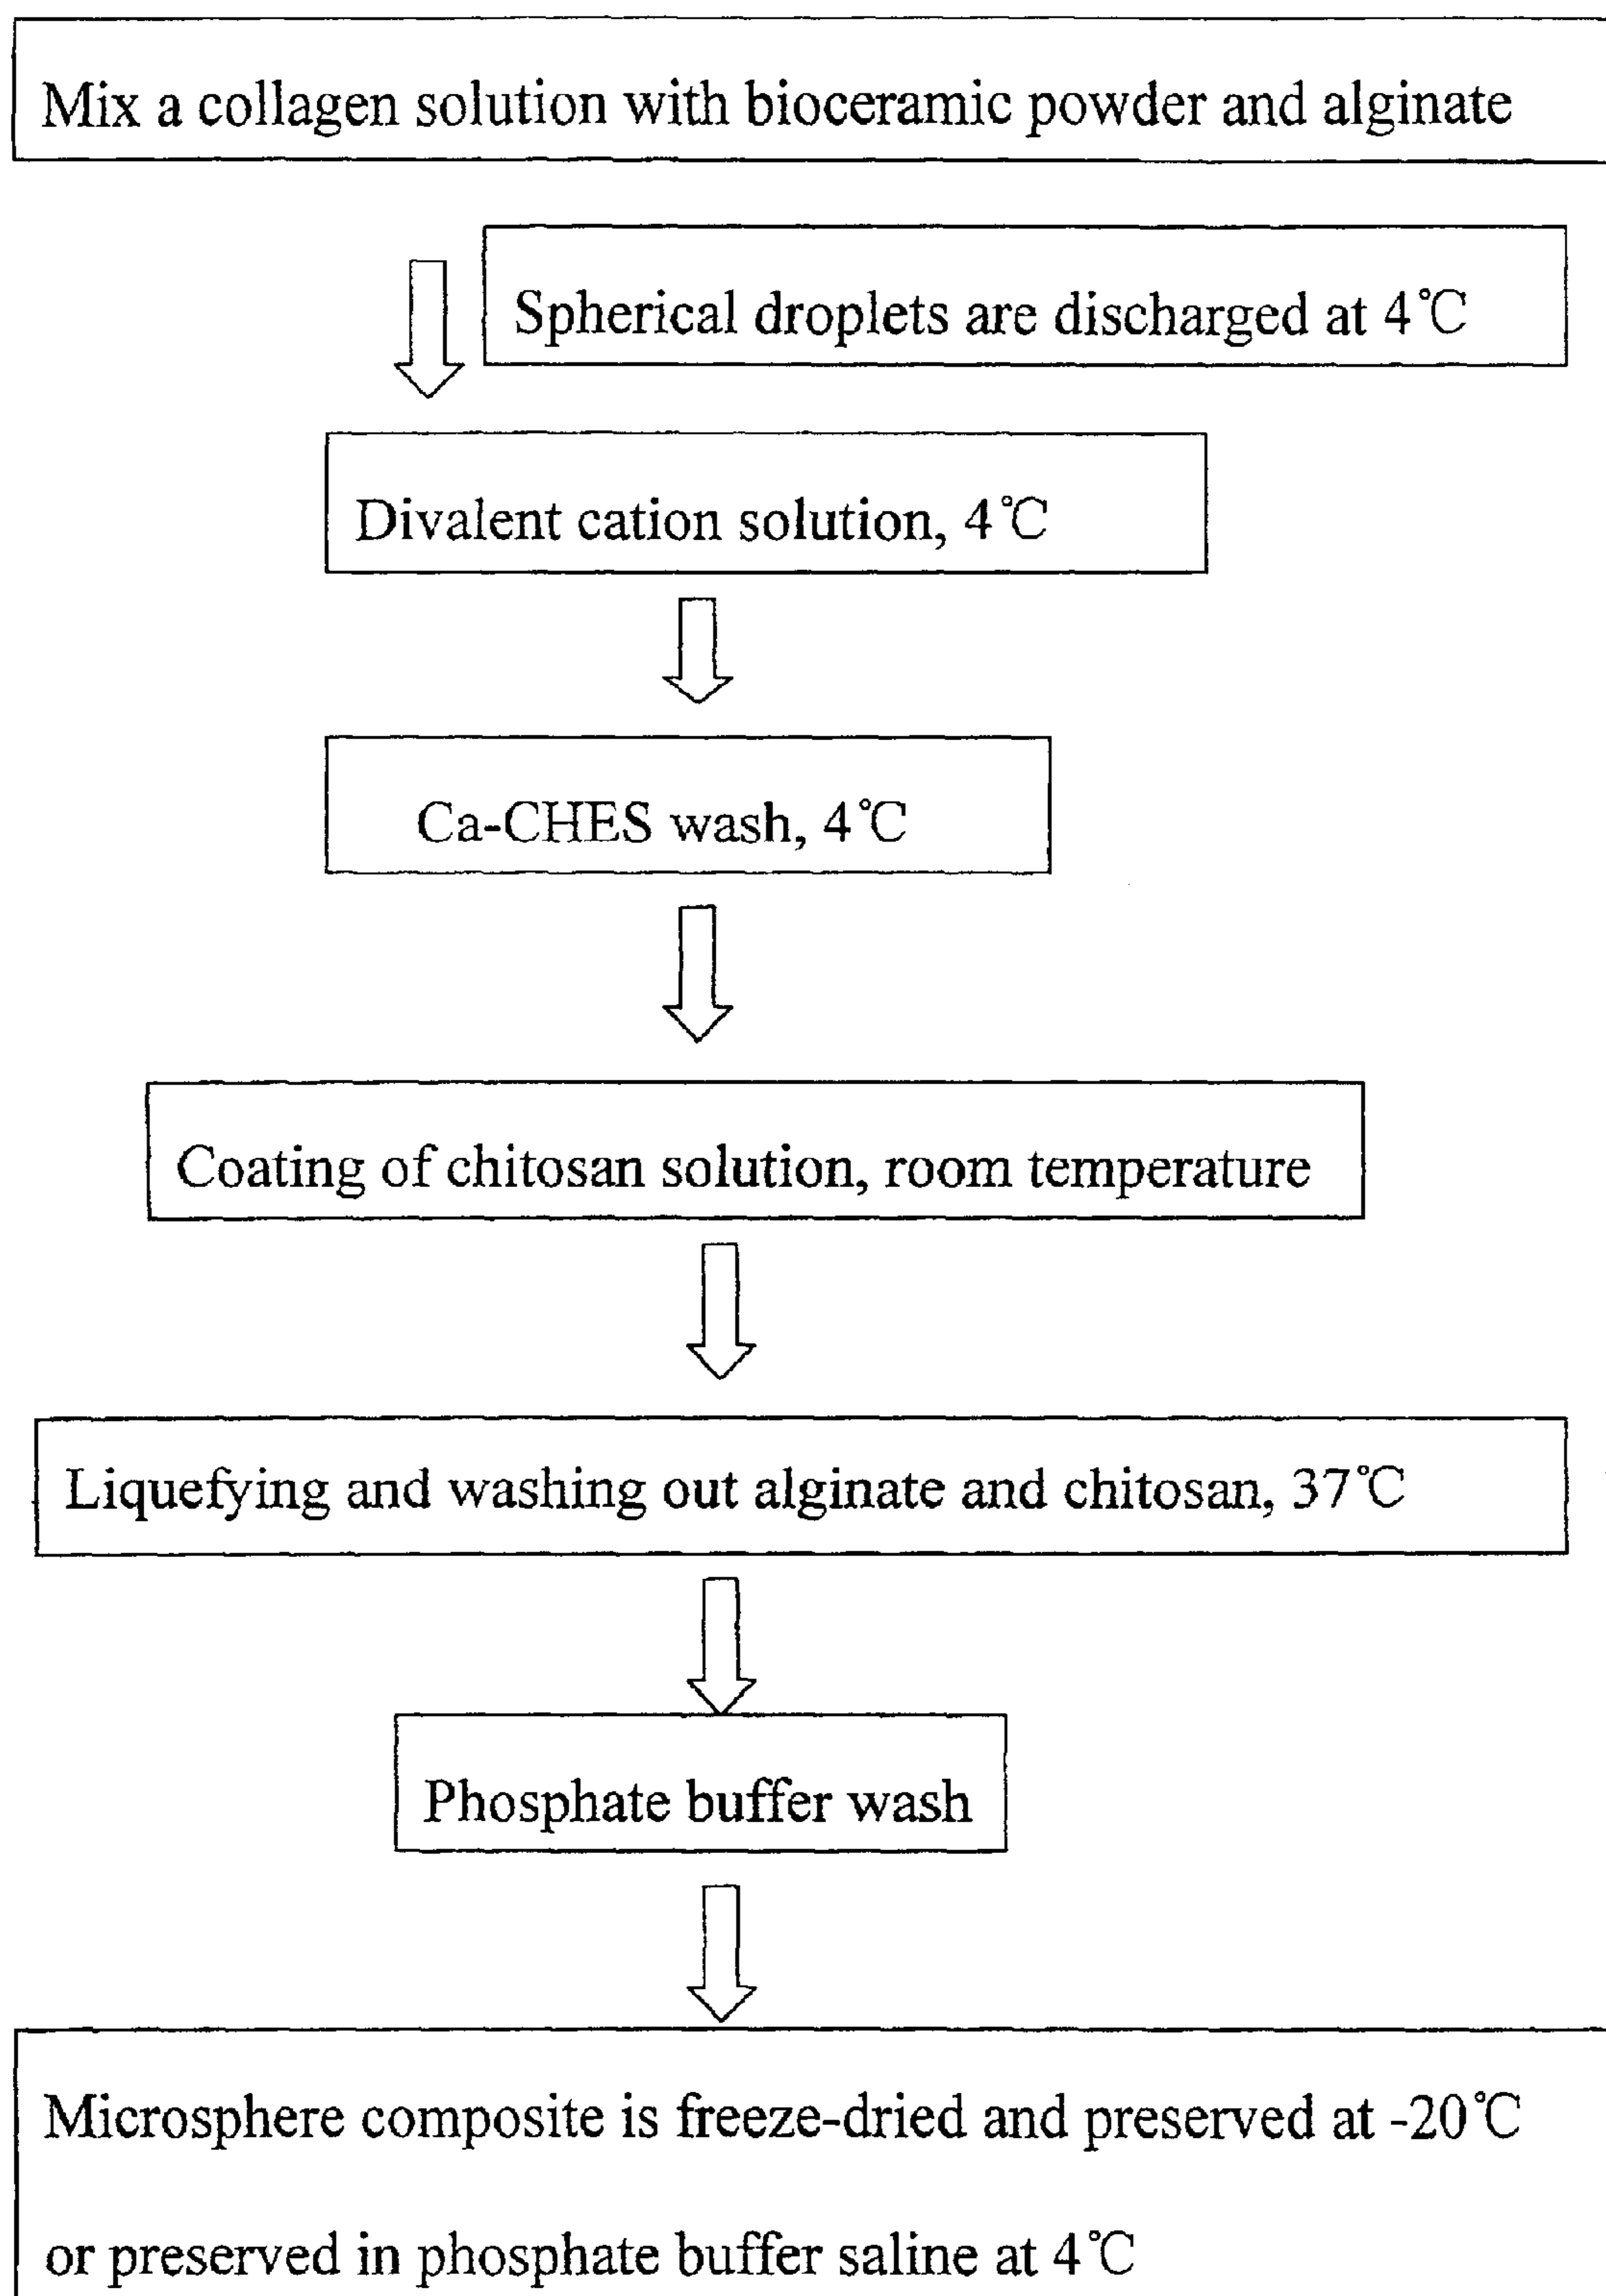 Mix a collagen solution with bioceramic powder and alginate
Spherical droplets are discharged at 4℃
Divalent cation solution, 4℃
Ca-CHES wash, 4℃
Coating of chitosan solution, room temperature
Liquefying and washing out alginate and chitosan, 37℃
Phosphate buffer wash
Microsphere composite is freeze-dried and preserved at -20℃
or preserved in phosphate buffer saline at 4℃